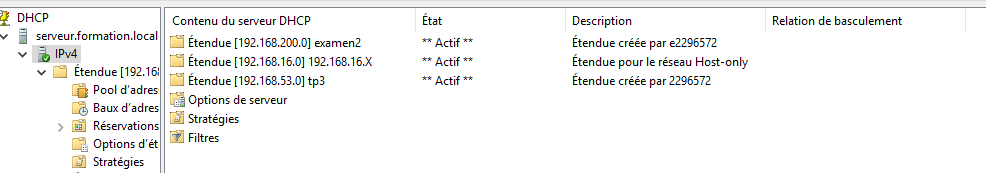 DHCP
serveur.formation.local
IPv4
Étendue [192.168
Pool d'adres
Baux d'adres
Réservations
Options d'ét
Stratégies
Contenu du serveur DHCP État Description Relation de basculement
Étendue [192.168.200.0] examen2 ** Actif ** Étendue créée par e2296572
Étendue [192.168.16.0] 192.168.16.X ** Actif ** Étendue pour le réseau Host-only
Étendue [192.168.53.0] tp3 ** Actif ** Étendue créée par 2296572
Options de serveur
Stratégies
Filtres